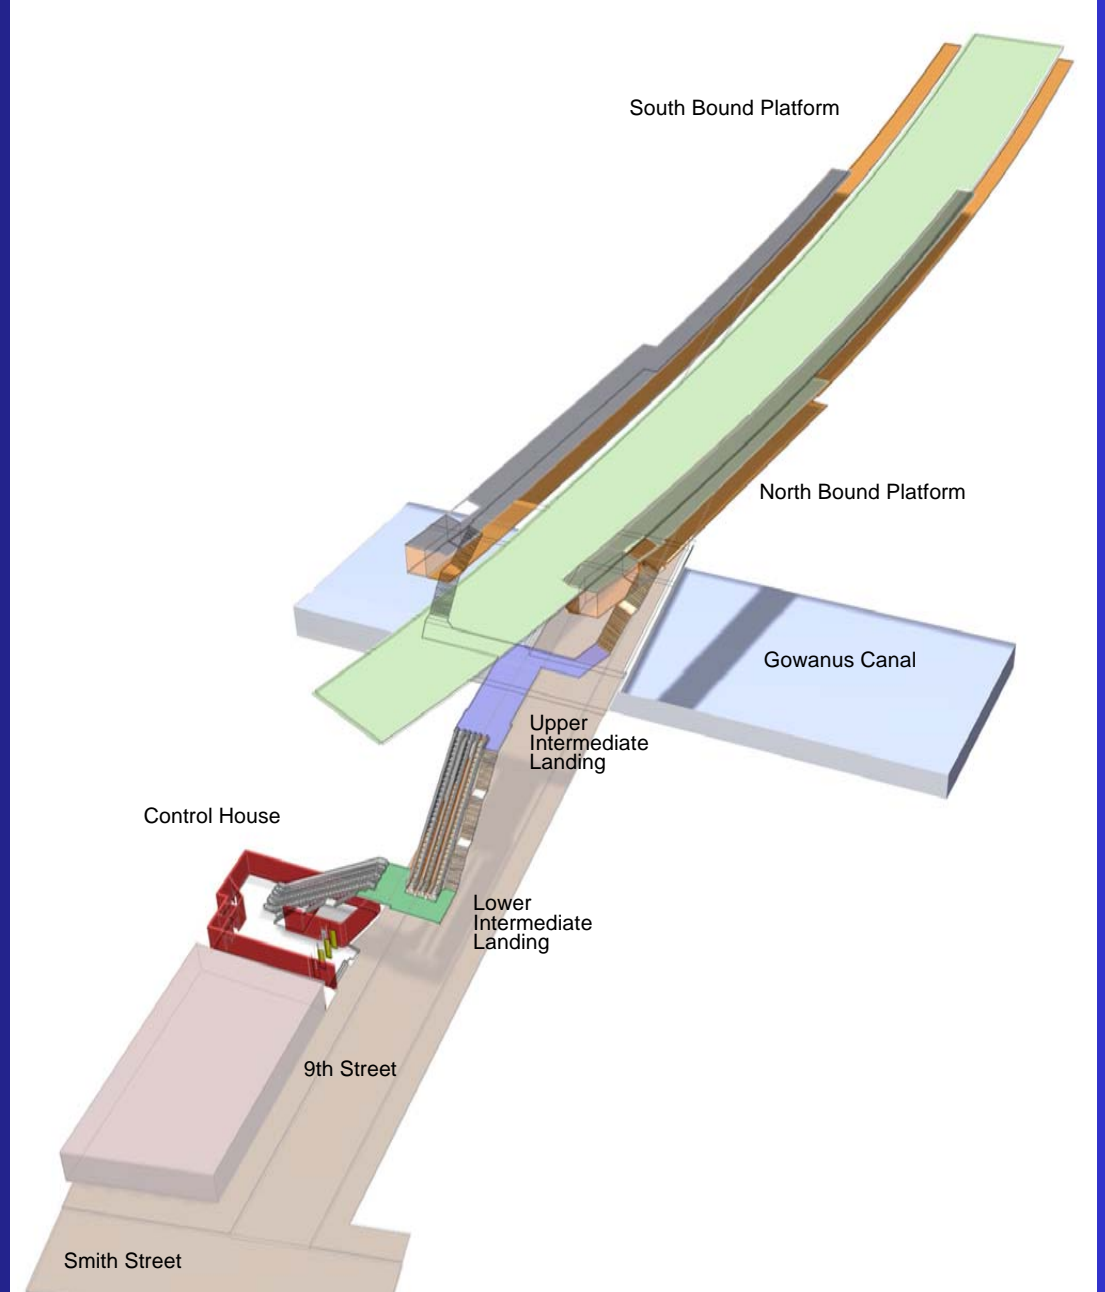 South Bound Platform
North Bound Platform
Gowanus Canal
Upper
Intermediate
Landing
Control House
Lower
Intermediate
Landing
9th Street
Smith Street